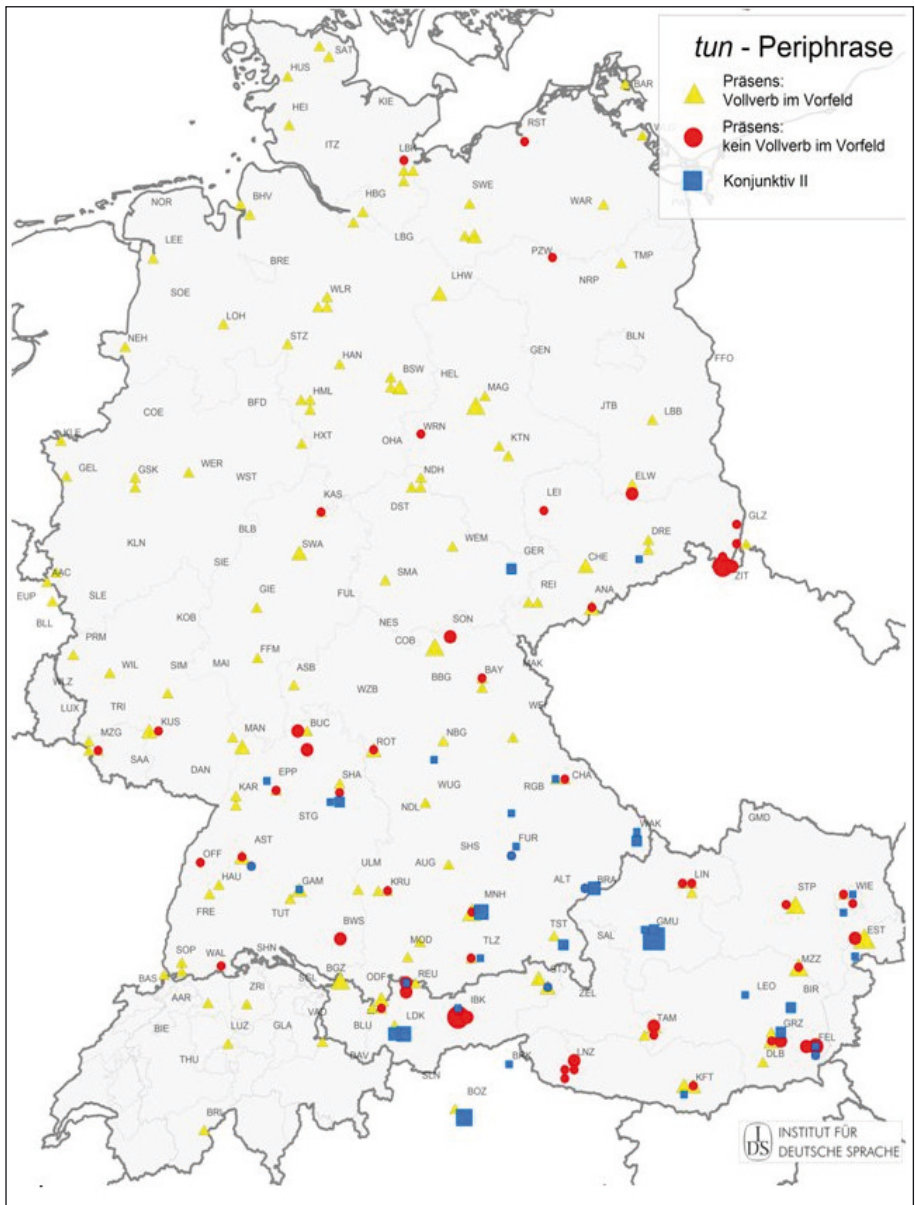 tun - Periphrase
Präsens:
Vollverb im Vorfeld
Präsens:
kein Vollverb im Vorfeld
Konjunktiv II
SAT
HUS
KIE
BAR
HEI
RST
ITZ
LBK
NOR
BHV
HBG
SWE
WAR
LEE
LBG
PZW
TMP
BRE
NRP
SOE
WLR
LHW
LOH
BLN
NEH
STZ
GEN
FFO
HAN
BSW
HEL
MAG
HML
BFD
JTB
LBB
COE
WRN
KLE
HXT
OHA
KTN
GEL
GSK
WER
WST
NDH
ELW
KAS
DST
LEI
GLZ
KLN
BLB
DRE
SWA
WEM
GER
CHE
SIE
AAC
SMA
ZIT
EUP
SLE
GIE
FUL
REI
ANA
BLL
KOB
NES
SON
PRM
COB
FFM
WIL
SIM
MAI
ASB
BBG
BAY
MAK
WLZ
WZB
LUX
TRI
KUS
BUC
MZG
MAN
ROT
NBG
SAA
DAN
EPP
SHA
CHA
KAR
WUG
RGB
STG
NDL
WAK
GMD
AST
SHS
FUR
OFF
ULM
AUG
HAU
GAM
KRU
ALT
BRA
LIN
FRE
TUT
MNH
STP
WIE
BWS
TST
SAL
GMU
EST
SOP
WAL
SHN
MOD
TLZ
BAS
SGL
BGZ
REU
MZZ
AAR
ZRI
ZEL
LEO
BIR
VAD
IBK
BIE
LUZ
GLA
BLU
LDK
TAM
GRZ
FEL
THU
DAV
LNZ
DLB
SLN
BOZ
KFT
BRI
IDS
INSTITUT FÜR
DEUTSCHE SPRACHE